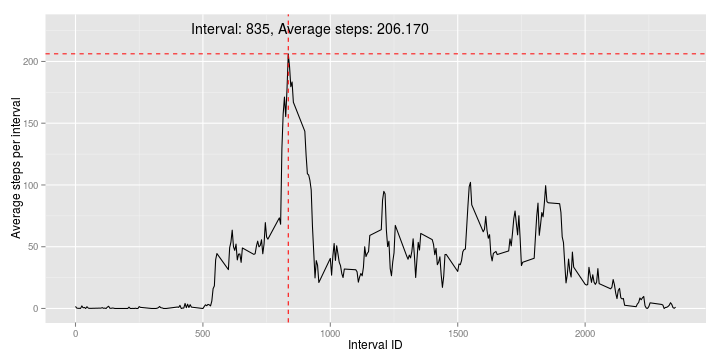 Interval: 835, Average steps: 206.170
Average steps per interval
200
150
100
50
0
0 500 1000 1500 2000
Interval ID